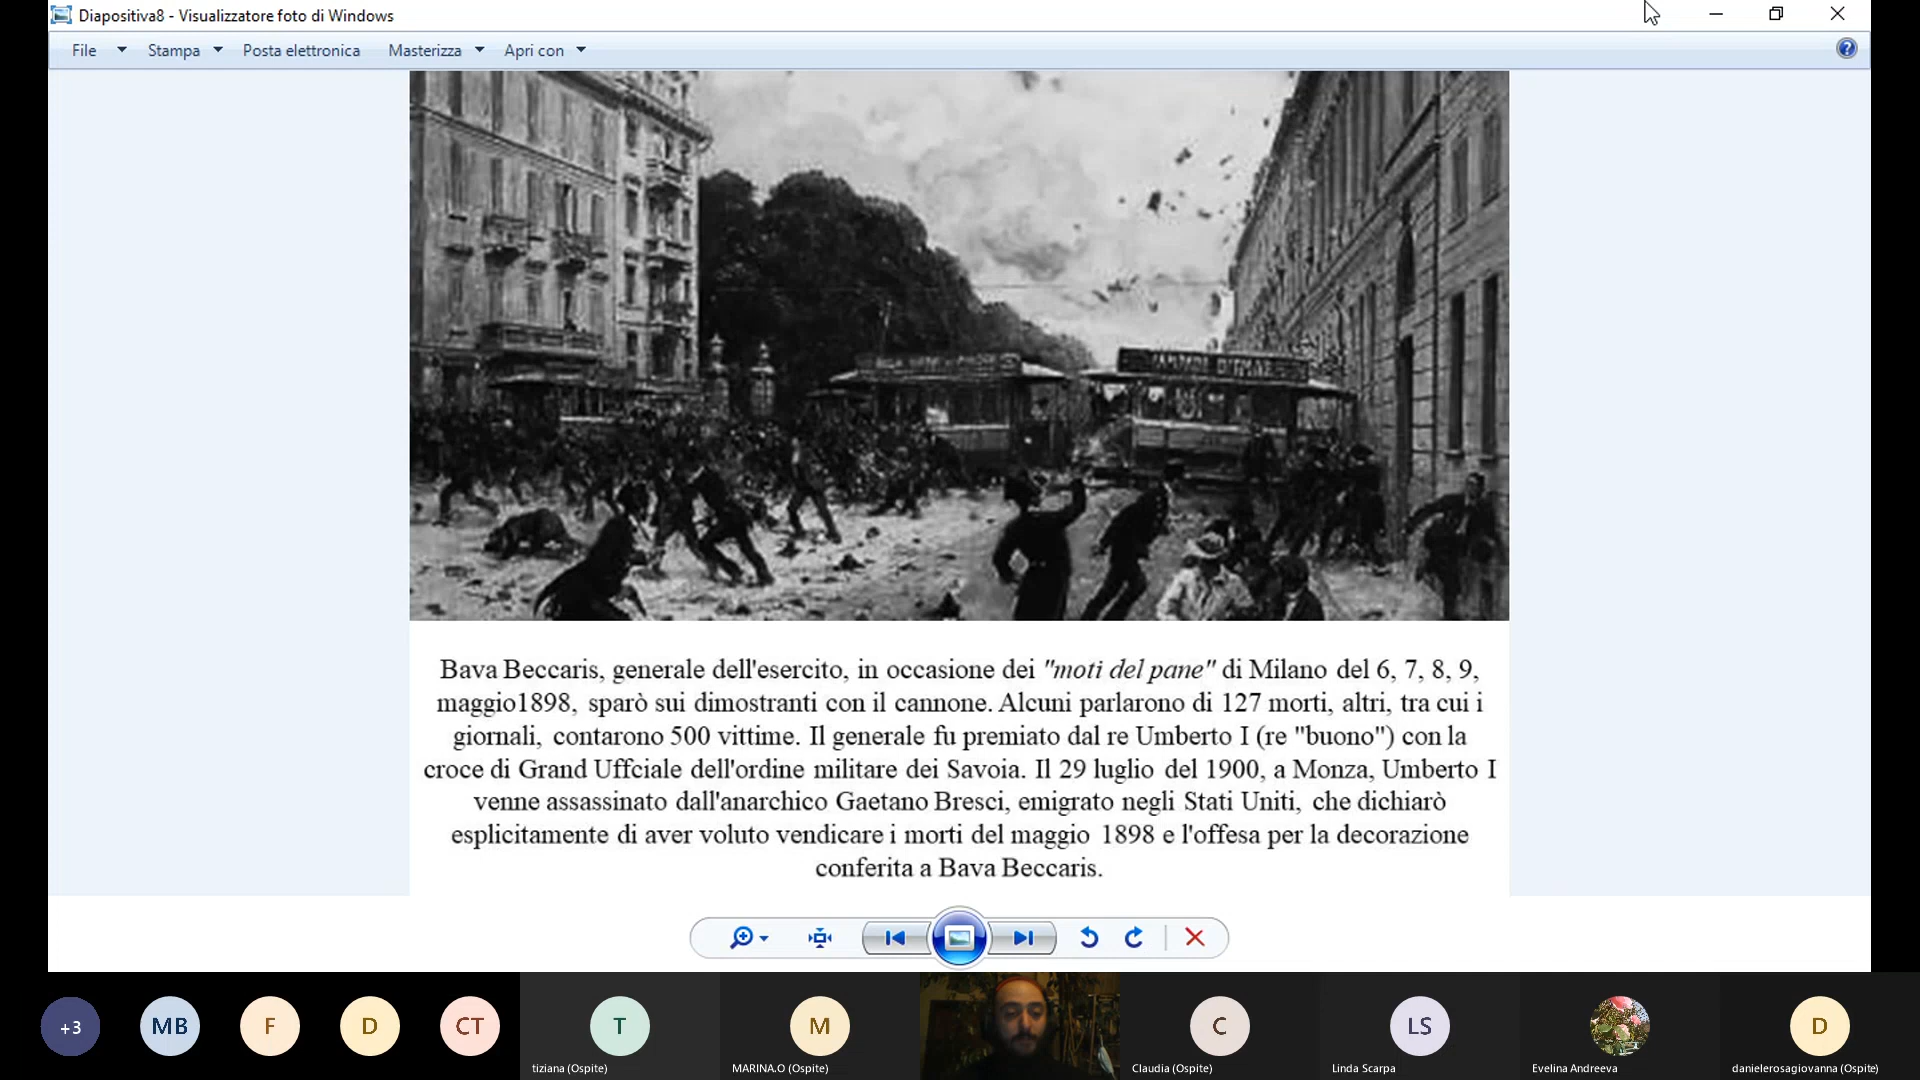 Diapositiva8 - Visualizzatore foto di Windows
File Stampa Posta elettronica Masterizza Apri con
Bava Beccaris, generale dell'esercito, in occasione dei "moti del pane" di Milano del 6, 7, 8, 9,
maggio1898, sparò sui dimostranti con il cannone. Alcuni parlarono di 127 morti, altri, tra cui i
giornali, contarono 500 vittime. Il generale fu premiato dal re Umberto I (re "buono") con la
croce di Grand Uffciale dell'ordine militare dei Savoia. Il 29 luglio del 1900, a Monza, Umberto I
venne assassinato dall'anarchico Gaetano Bresci, emigrato negli Stati Uniti, che dichiarò
esplicitamente di aver voluto vendicare i morti del maggio 1898 e l'offesa per la decorazione
conferita a Bava Beccaris.
+3 MB F D CT T M C LS D
tiziana (Ospite) MARINA.O (Ospite) Claudia (Ospite) Linda Scarpa Evelina Andreeva danielerosagiovanna (Ospite)